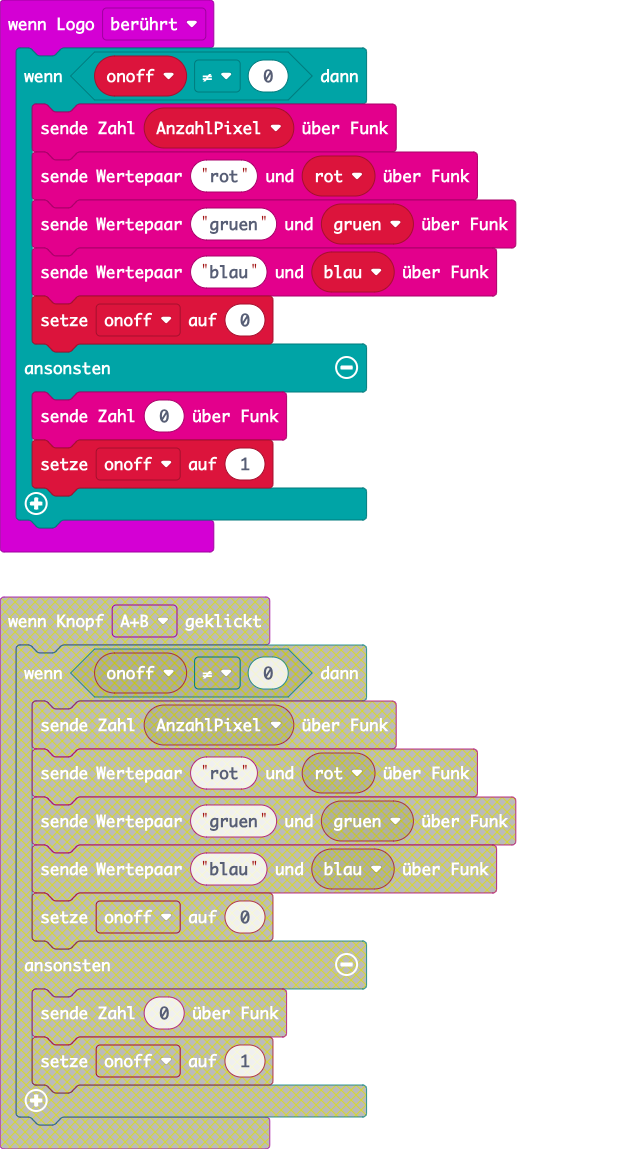 wenn Logo berührt
wenn onoff ≠ 0 dann
sende Zahl AnzahlPixel über Funk
sende Wertepaar "rot" und rot über Funk
sende Wertepaar "gruen" und gruen über Funk
sende Wertepaar "blau" und blau über Funk
setze onoff auf 0
ansonsten
sende Zahl 0 über Funk
setze onoff auf 1
wenn Knopf A+B geklickt
wenn onoff ≠ 0 dann
sende Zahl AnzahlPixel über Funk
sende Wertepaar "rot" und rot über Funk
sende Wertepaar "gruen" und gruen über Funk
sende Wertepaar "blau" und blau über Funk
setze onoff auf 0
ansonsten
sende Zahl 0 über Funk
setze onoff auf 1